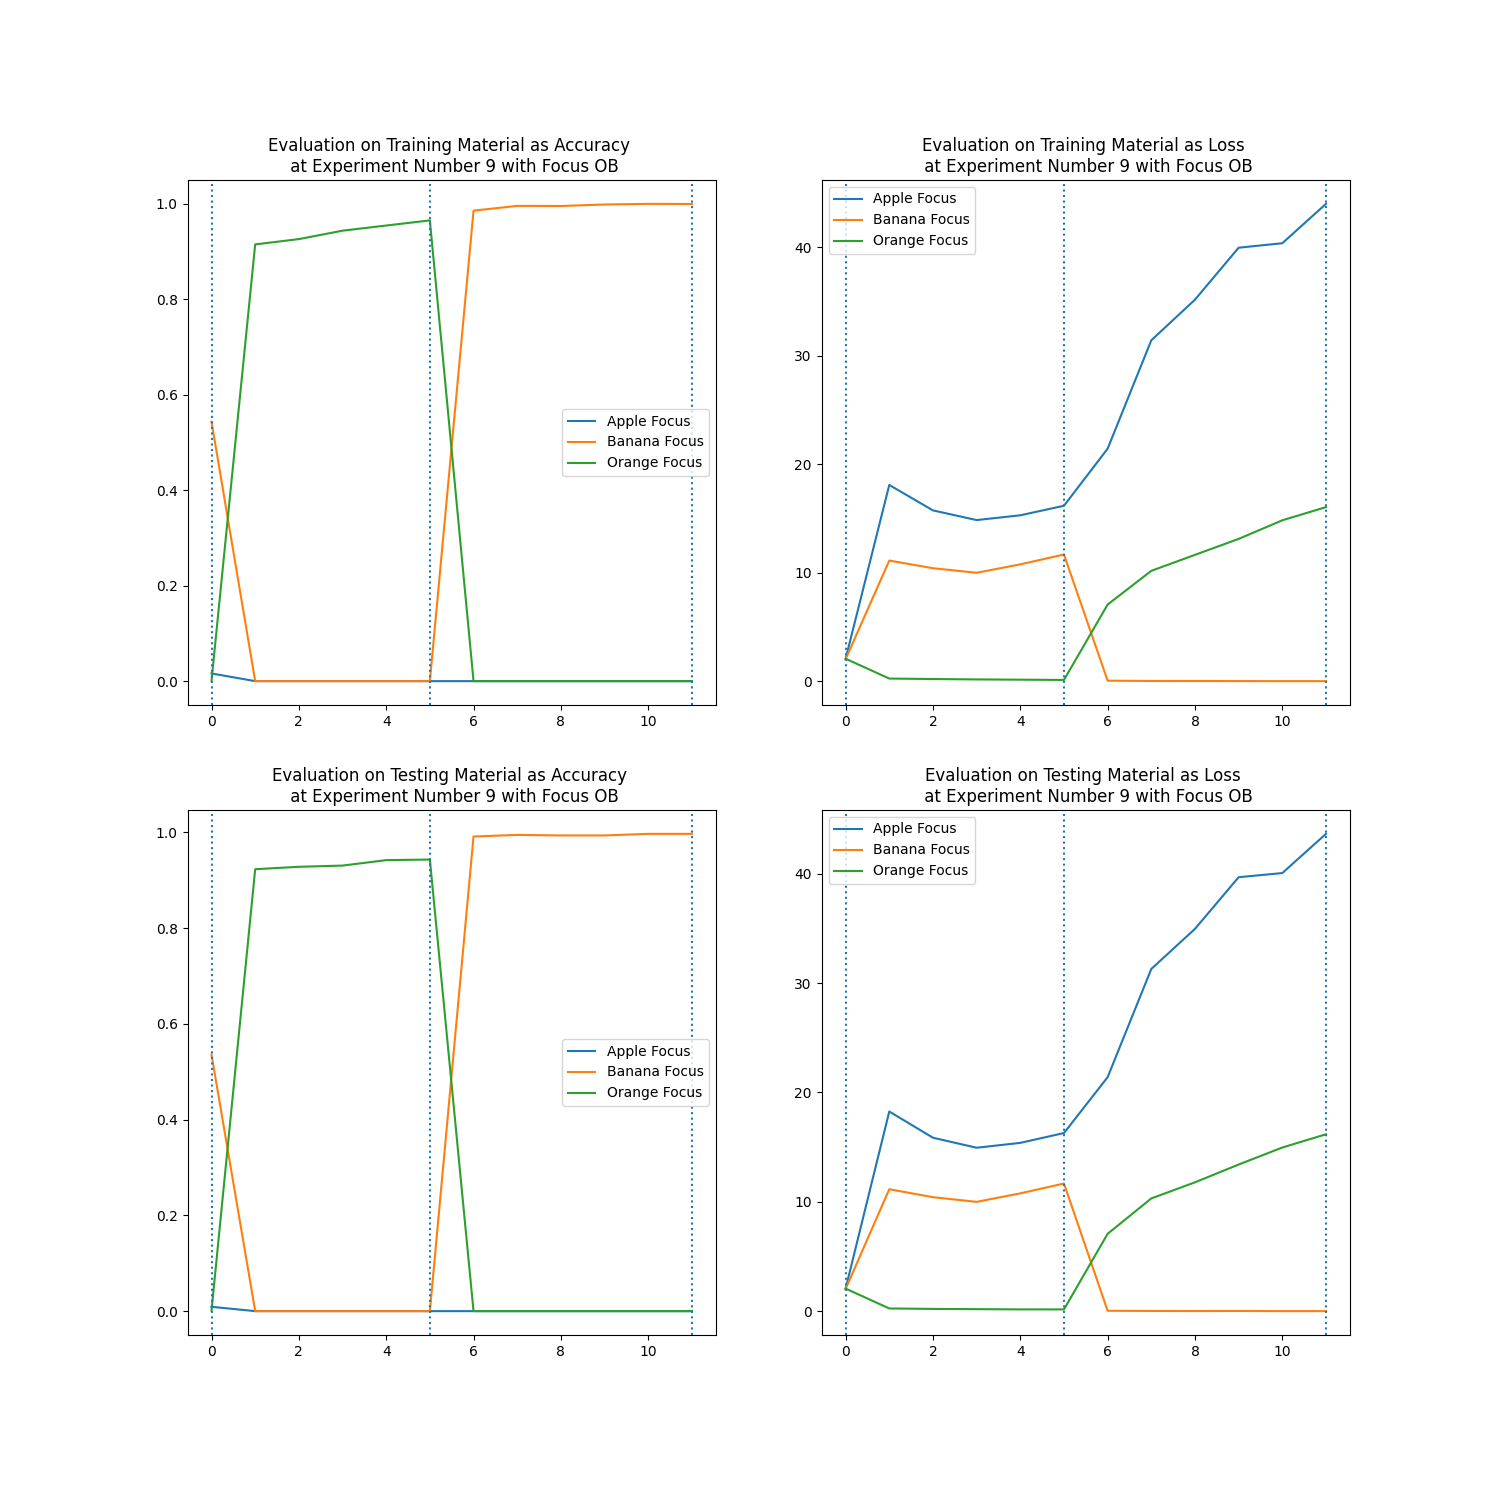 Evaluation on Training Material as Accuracy
at Experiment Number 9 with Focus OB
1.0
0.8
0.6
0.4
0.2
0.0
Apple Focus
Banana Focus
Orange Focus
0 2 4 6 8 10
Evaluation on Training Material as Loss
at Experiment Number 9 with Focus OB
Apple Focus
Banana Focus
Orange Focus
40
30
20
10
0
0 2 4 6 8 10
Evaluation on Testing Material as Accuracy
at Experiment Number 9 with Focus OB
1.0
0.8
0.6
0.4
0.2
0.0
Apple Focus
Banana Focus
Orange Focus
0 2 4 6 8 10
Evaluation on Testing Material as Loss
at Experiment Number 9 with Focus OB
Apple Focus
Banana Focus
Orange Focus
40
30
20
10
0
0 2 4 6 8 10